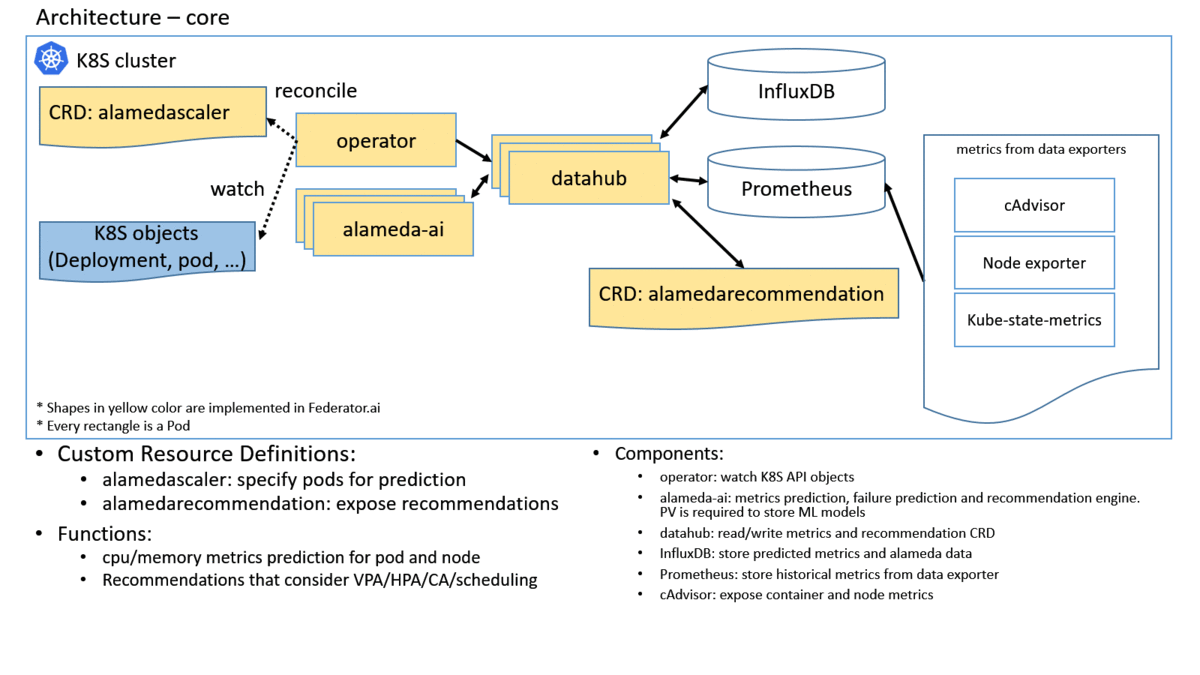 Architecture – core
K8S cluster
CRD: alamedascaler
reconcile
operator
watch
alameda-ai
K8S objects
(Deployment, pod, ...)
datahub
InfluxDB
Prometheus
CRD: alamedarecommendation
metrics from data exporters
cAdvisor
Node exporter
Kube-state-metrics
* Shapes in yellow color are implemented in Federator.ai
* Every rectangle is a Pod
• Custom Resource Definitions:
• alamedascaler: specify pods for prediction
• alamedarecommendation: expose recommendations
• Functions:
• cpu/memory metrics prediction for pod and node
• Recommendations that consider VPA/HPA/CA/scheduling
• Components:
• operator: watch K8S API objects
• alameda-ai: metrics prediction, failure prediction and recommendation engine.
PV is required to store ML models
• datahub: read/write metrics and recommendation CRD
• InfluxDB: store predicted metrics and alameda data
• Prometheus: store historical metrics from data exporter
• cAdvisor: expose container and node metrics